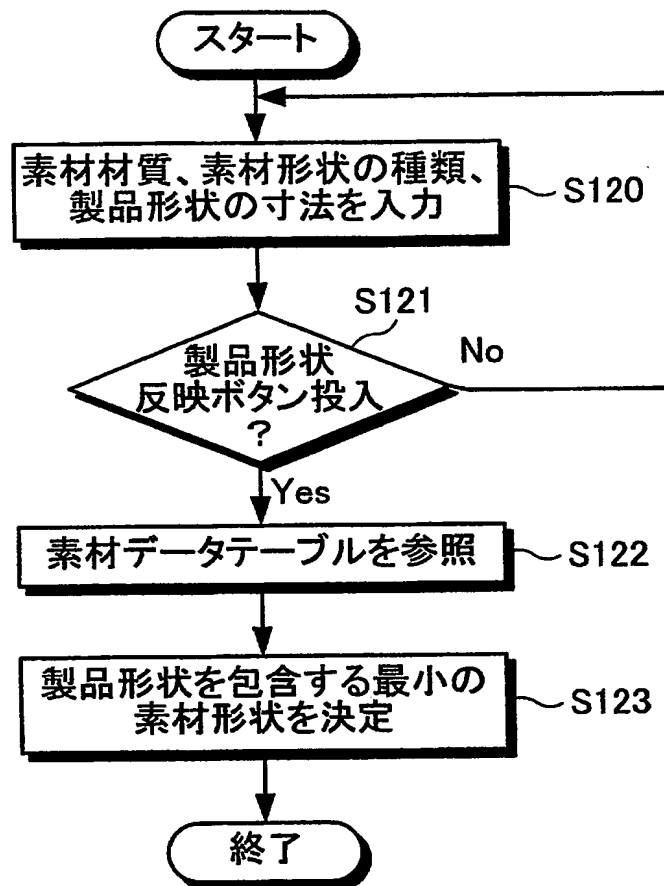 スタート
素材材質、素材形状の種類、
製品形状の寸法を入力
S120
S121
製品形状
反映ボタン投入
?
No
Yes
素材データテーブルを参照
S122
製品形状を包含する最小の
素材形状を決定
S123
終了